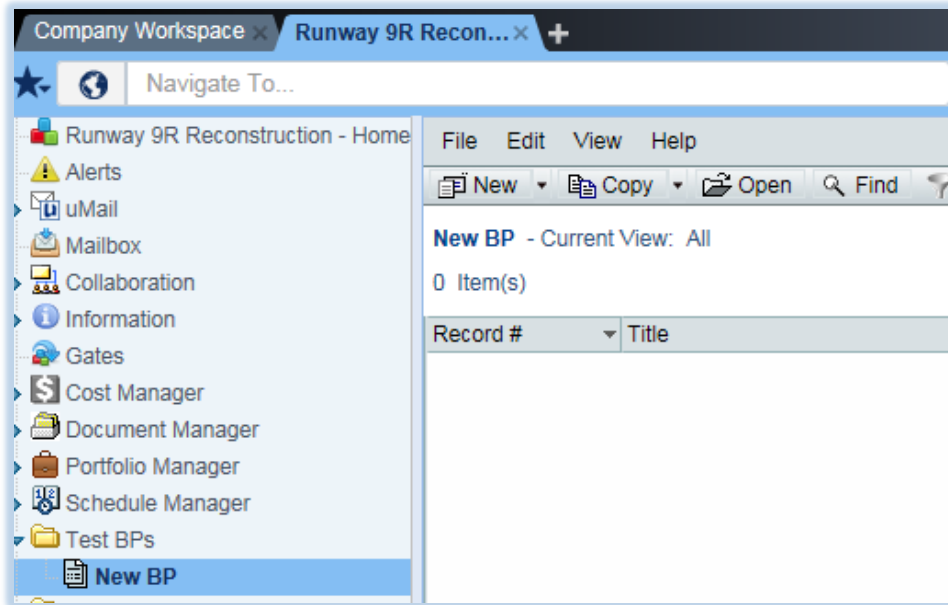 Company Workspace
Runway 9R Recon...
Navigate To...
Runway 9R Reconstruction - Home
Alerts
uMail
Mailbox
Collaboration
Information
Gates
Cost Manager
Document Manager
Portfolio Manager
Schedule Manager
Test BPs
New BP
File Edit View Help
New Copy Open Find
New BP - Current View: All
0 Item(s)
Record # Title